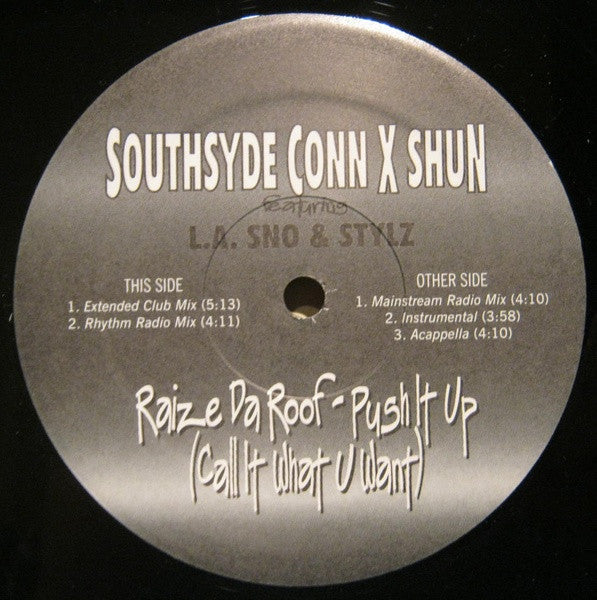 SOUTHSYDE CONN X SHUN
featuring
L.A. SNO & STYLZ
THIS SIDE
1. Extended Club Mix (5:13)
2. Rhythm Radio Mix (4:11)
OTHER SIDE
1. Mainstream Radio Mix (4:10)
2. Instrumental (3:58)
3. Acappella (4:10)
Raize Da Roof - Push It Up
(Call It What U Want)